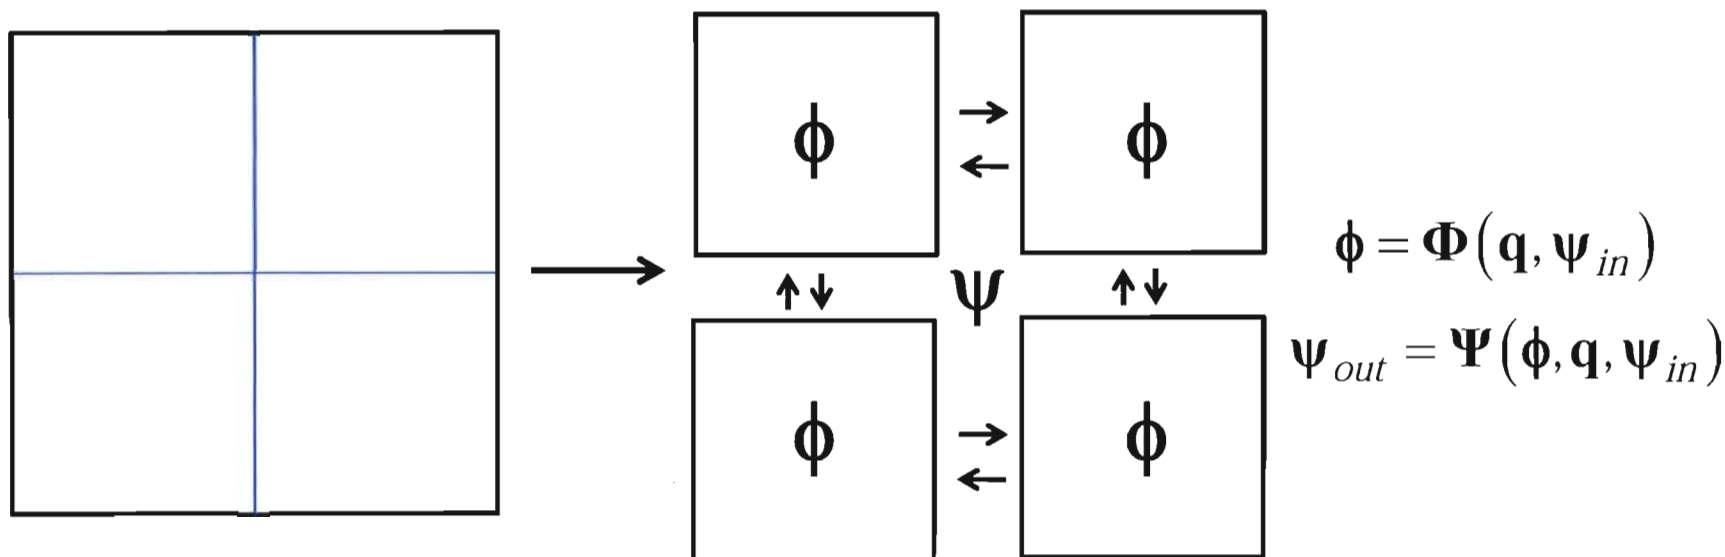 ϕ ϕ
ϕ = Φ(q, ψ_in)
ψ
ψ_out = Ψ(ϕ, q, ψ_in)
ϕ ϕ